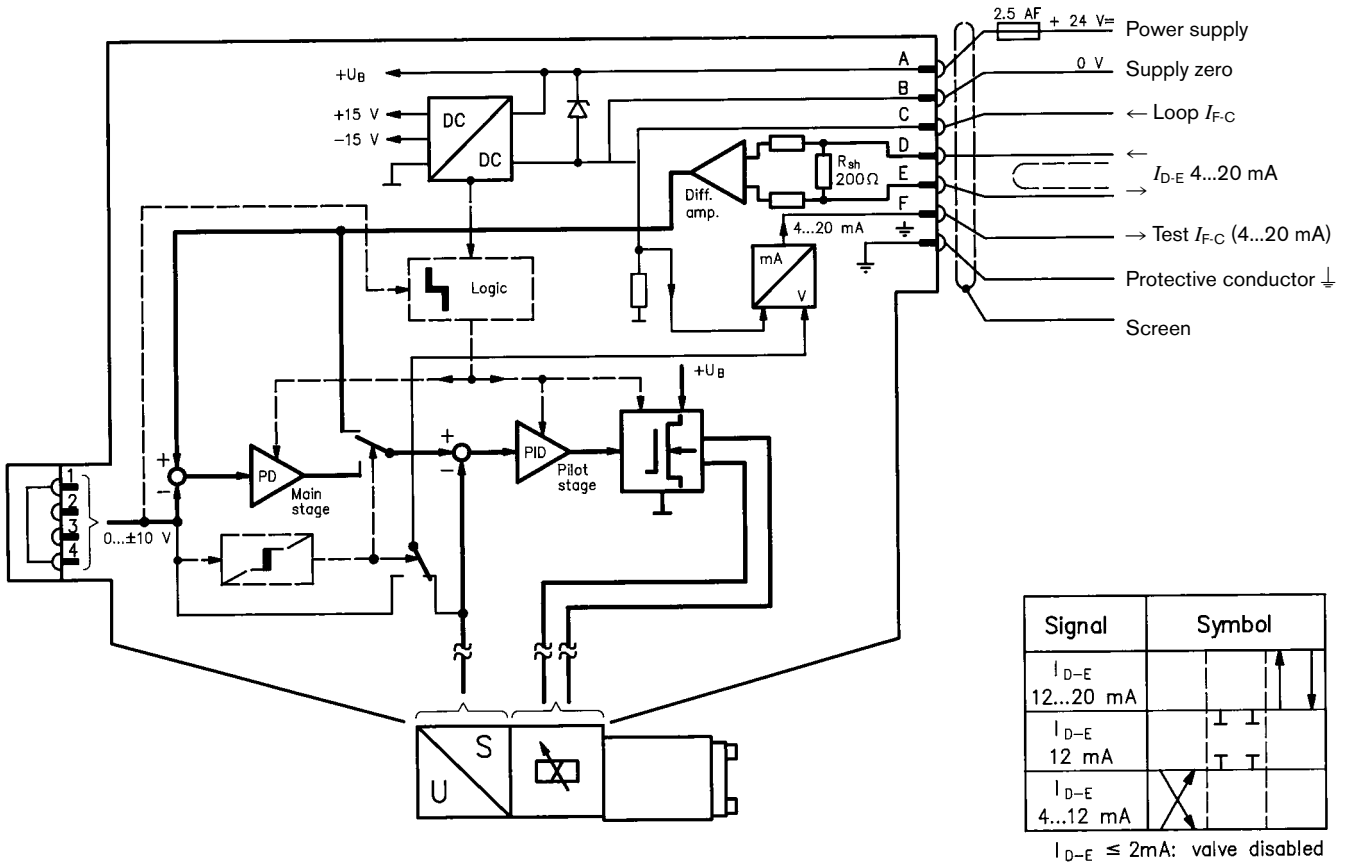 2.5 AF
+ 24 V=
Power supply
A
+UB
0 V
Supply zero
B
+15 V
DC
C
← Loop IF-C
−15 V
DC
D
←
Rsh
200Ω
ID-E 4...20 mA
E
→
Diff.
amp.
F
4...20 mA
→ Test IF-C (4...20 mA)
mA
V
Logic
Protective conductor
Screen
+UB
+
−
PD
Main
stage
+
−
PID
Pilot
stage
1
2
3
4
0...±10 V
S
U
Signal Symbol
ID−E
12...20 mA
ID−E
12 mA
ID−E
4...12 mA
ID−E ≤ 2mA: valve disabled